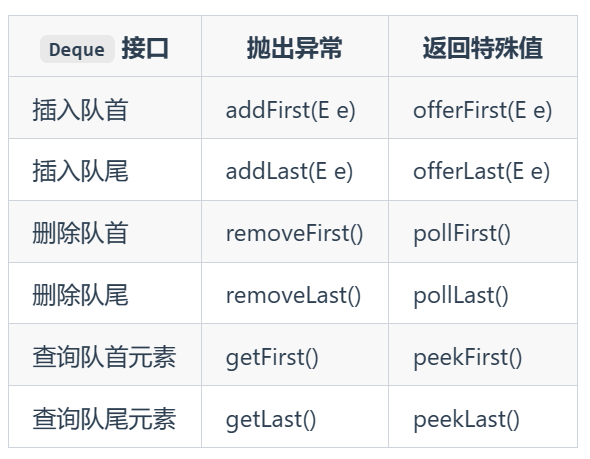 Deque 接口 抛出异常 返回特殊值
插入队首 addFirst(E e) offerFirst(E e)
插入队尾 addLast(E e) offerLast(E e)
删除队首 removeFirst() pollFirst()
删除队尾 removeLast() pollLast()
查询队首元素 getFirst() peekFirst()
查询队尾元素 getLast() peekLast()